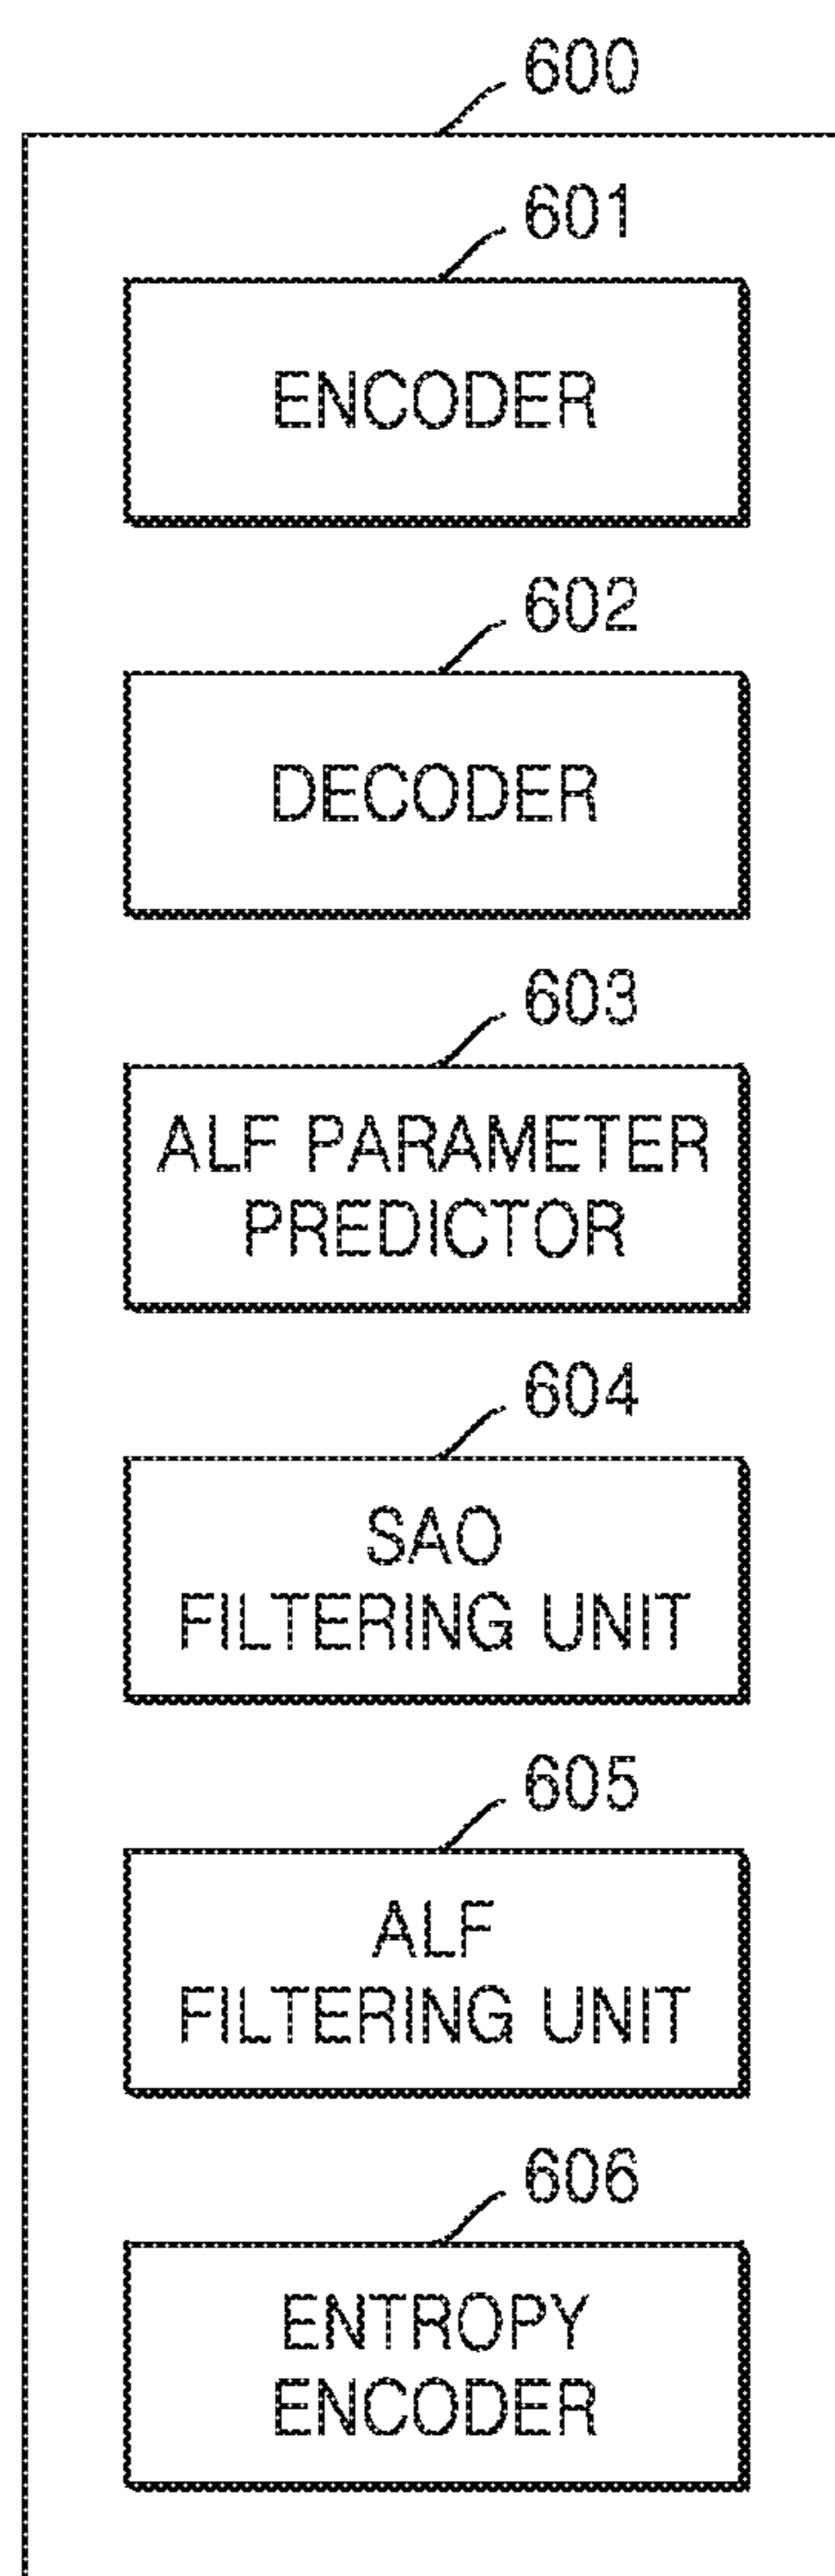 600
601
ENCODER
602
DECODER
603
ALF PARAMETER
PREDICTOR
604
SAO
FILTERING UNIT
605
ALF
FILTERING UNIT
606
ENTROPY
ENCODER